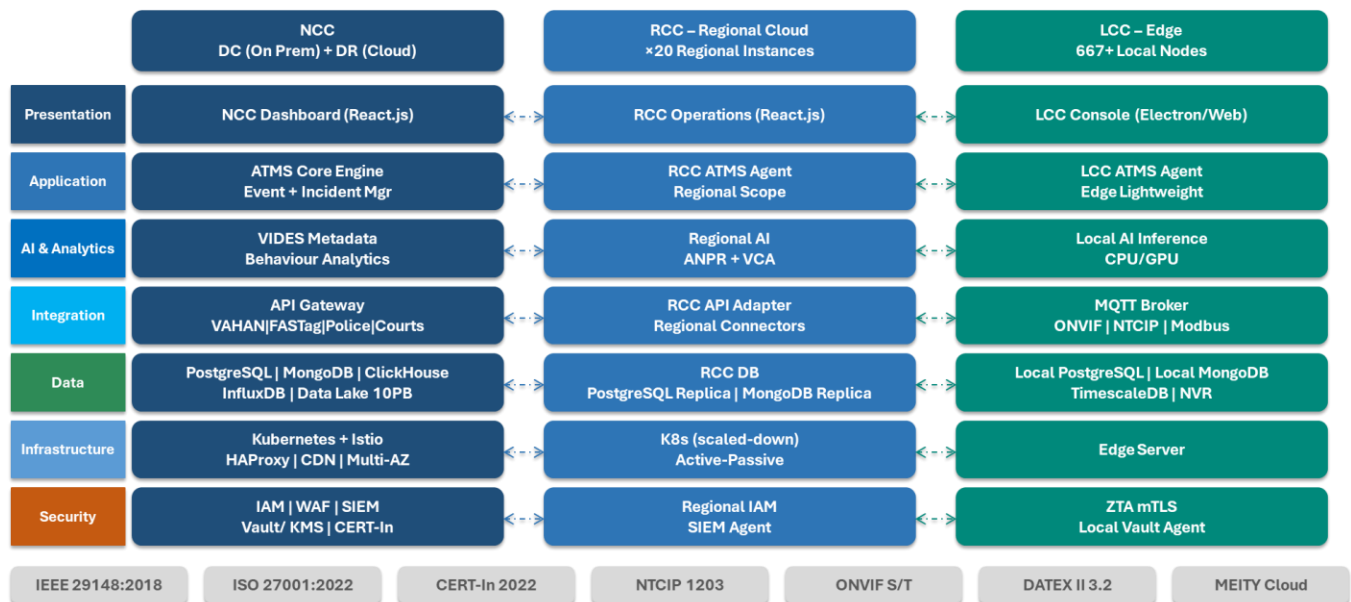 NCC
DC (On Prem) + DR (Cloud)
RCC – Regional Cloud
×20 Regional Instances
LCC – Edge
667+ Local Nodes
Presentation
NCC Dashboard (React.js)
RCC Operations (React.js)
LCC Console (Electron/Web)
Application
ATMS Core Engine
Event + Incident Mgr
RCC ATMS Agent
Regional Scope
LCC ATMS Agent
Edge Lightweight
AI & Analytics
VIDES Metadata
Behaviour Analytics
Regional AI
ANPR + VCA
Local AI Inference
CPU/GPU
Integration
API Gateway
VAHAN|FASTag|Police|Courts
RCC API Adapter
Regional Connectors
MQTT Broker
ONVIF | NTCIP | Modbus
Data
PostgreSQL | MongoDB | ClickHouse
InfluxDB | Data Lake 10PB
RCC DB
PostgreSQL Replica | MongoDB Replica
Local PostgreSQL | Local MongoDB
TimescaleDB | NVR
Infrastructure
Kubernetes + Istio
HAProxy | CDN | Multi-AZ
K8s (scaled-down)
Active-Passive
Edge Server
Security
IAM | WAF | SIEM
Vault/ KMS | CERT-In
Regional IAM
SIEM Agent
ZTA mTLS
Local Vault Agent
IEEE 29148:2018
ISO 27001:2022
CERT-In 2022
NTCIP 1203
ONVIF S/T
DATEX II 3.2
MEITY Cloud